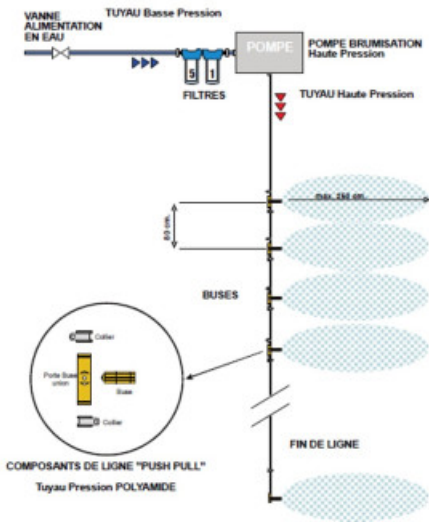 VANNE
ALIMENTATION
EN EAU
TUYAU Basse Pression
5
1
FILTRES
POMPE
POMPE BRUMISATION
Haute Pression
TUYAU Haute Pression
max. 250 cm.
80 cm.
BUSES
Collier
Porte Buse
union
Buse
Collier
COMPOSANTS DE LIGNE "PUSH PULL"
Tuyau Pression POLYAMIDE
FIN DE LIGNE